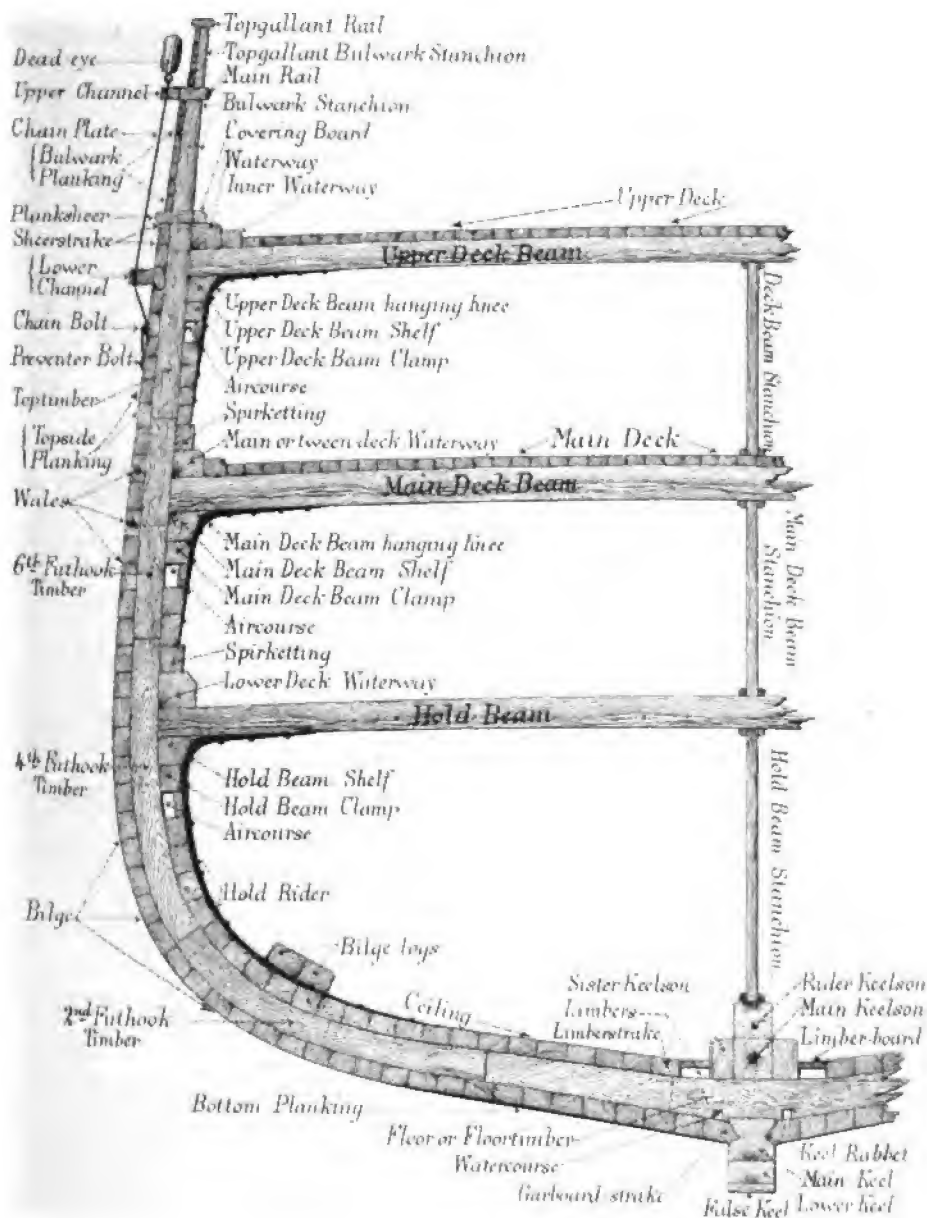 Topgallant Rail
Topgallant Bulwark Stanchion
Main Rail
Bulwark Stanchion
Covering Board
Waterway
Inner Waterway
Dead eye
Upper Channel
Chain Plate
Bulwark
Planking
Planksheer
Sheerstrake
Lower
Channel
Chain Bolt
Preventer Bolt
Toptimber
Topside
Planking
Wales
6th Futhook
Timber
4th Futhook
Timber
Bilge
2nd Futhook
Timber
Upper Deck
Upper Deck Beam
Upper Deck Beam hanging knee
Upper Deck Beam Shelf
Upper Deck Beam Clamp
Aircourse
Spirketting
Main or tween deck Waterway
Deck Beam Stanchion
Main Deck
Main Deck Beam
Main Deck Beam hanging knee
Main Deck Beam Shelf
Main Deck Beam Clamp
Aircourse
Spirketting
Lower Deck Waterway
Main Deck Beam
Stanchion
Hold Beam
Hold Beam Shelf
Hold Beam Clamp
Aircourse
Hold Rider
Hold Beam Stanchion
Bilge logs
Ceiling
Sister Keelson
Limbers
Limberstrake
Rider Keelson
Main Keelson
Limber-board
Bottom Planking
Floor or Floortimber
Watercourse
Garboard strake
Keel Rabbet
Main Keel
False Keel Lower Keel